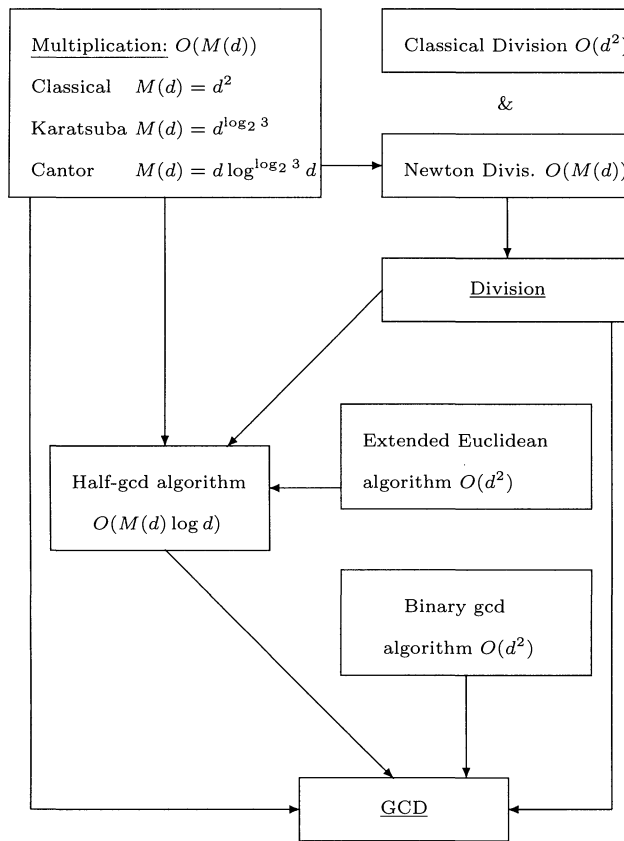 Multiplication: O(M(d))
Classical M(d) = d^2
Karatsuba M(d) = d^{log_2 3}
Cantor M(d) = d log^{log_2 3} d
Classical Division O(d^2)
&
Newton Divis. O(M(d))
Division
Extended Euclidean
algorithm O(d^2)
Half-gcd algorithm
O(M(d) log d)
Binary gcd
algorithm O(d^2)
GCD